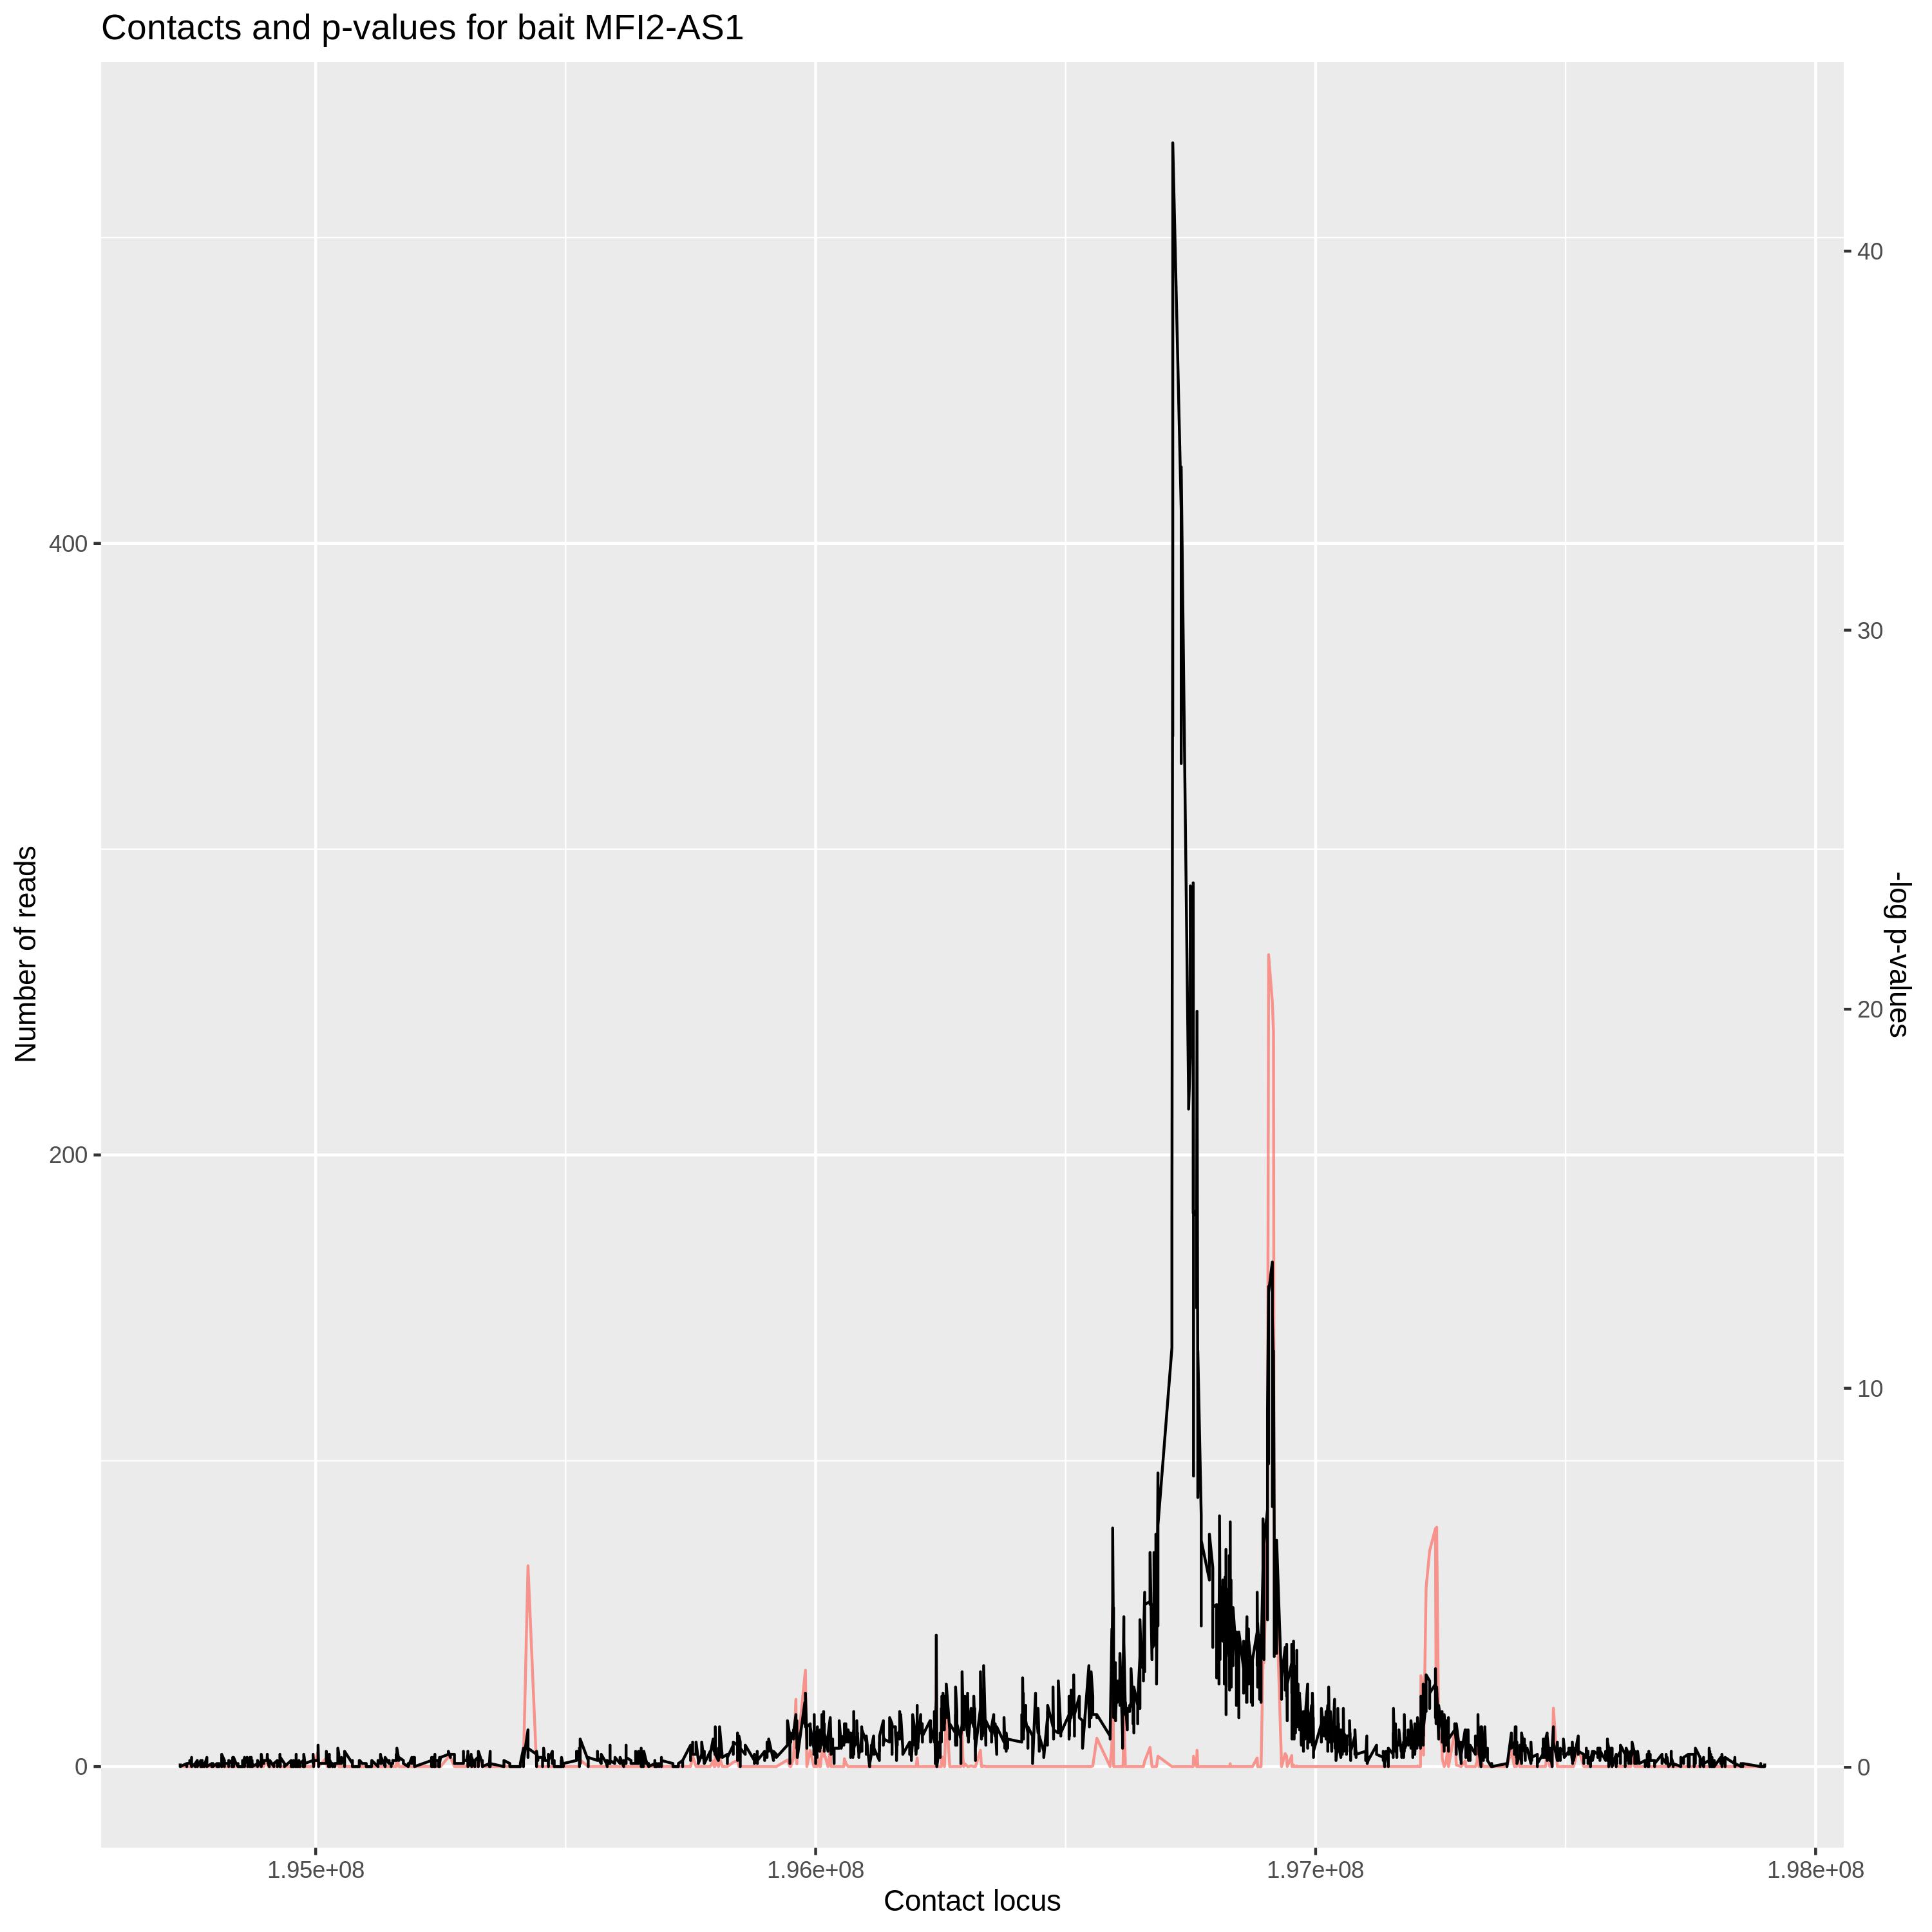 Contacts and p-values for bait MFI2-AS1
Number of reads
400
200
0
40
30
20
10
0
-log p-values
1.95e+08
1.96e+08
1.97e+08
1.98e+08
Contact locus